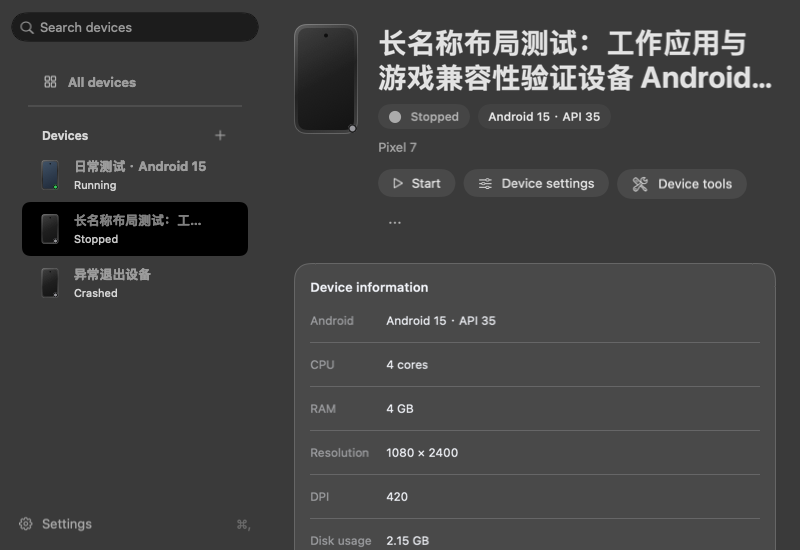 Search devices
All devices
Devices
日常测试 · Android 15
Running
长名称布局测试：工...
Stopped
异常退出设备
Crashed
Settings
⌘,
长名称布局测试：工作应用与
游戏兼容性验证设备 Android...
Stopped
Android 15 · API 35
Pixel 7
Start
Device settings
Device tools
...
Device information
Android Android 15 · API 35
CPU 4 cores
RAM 4 GB
Resolution 1080 × 2400
DPI 420
Disk usage 2.15 GB